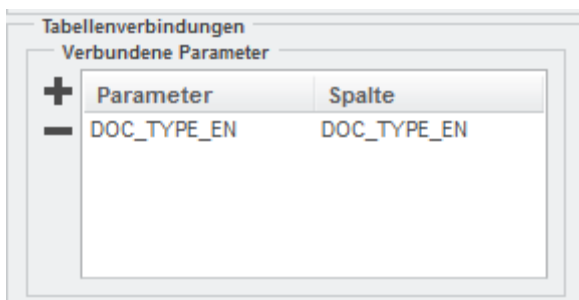 Tabellenverbindungen
Verbundene Parameter
Parameter Spalte
DOC_TYPE_EN DOC_TYPE_EN